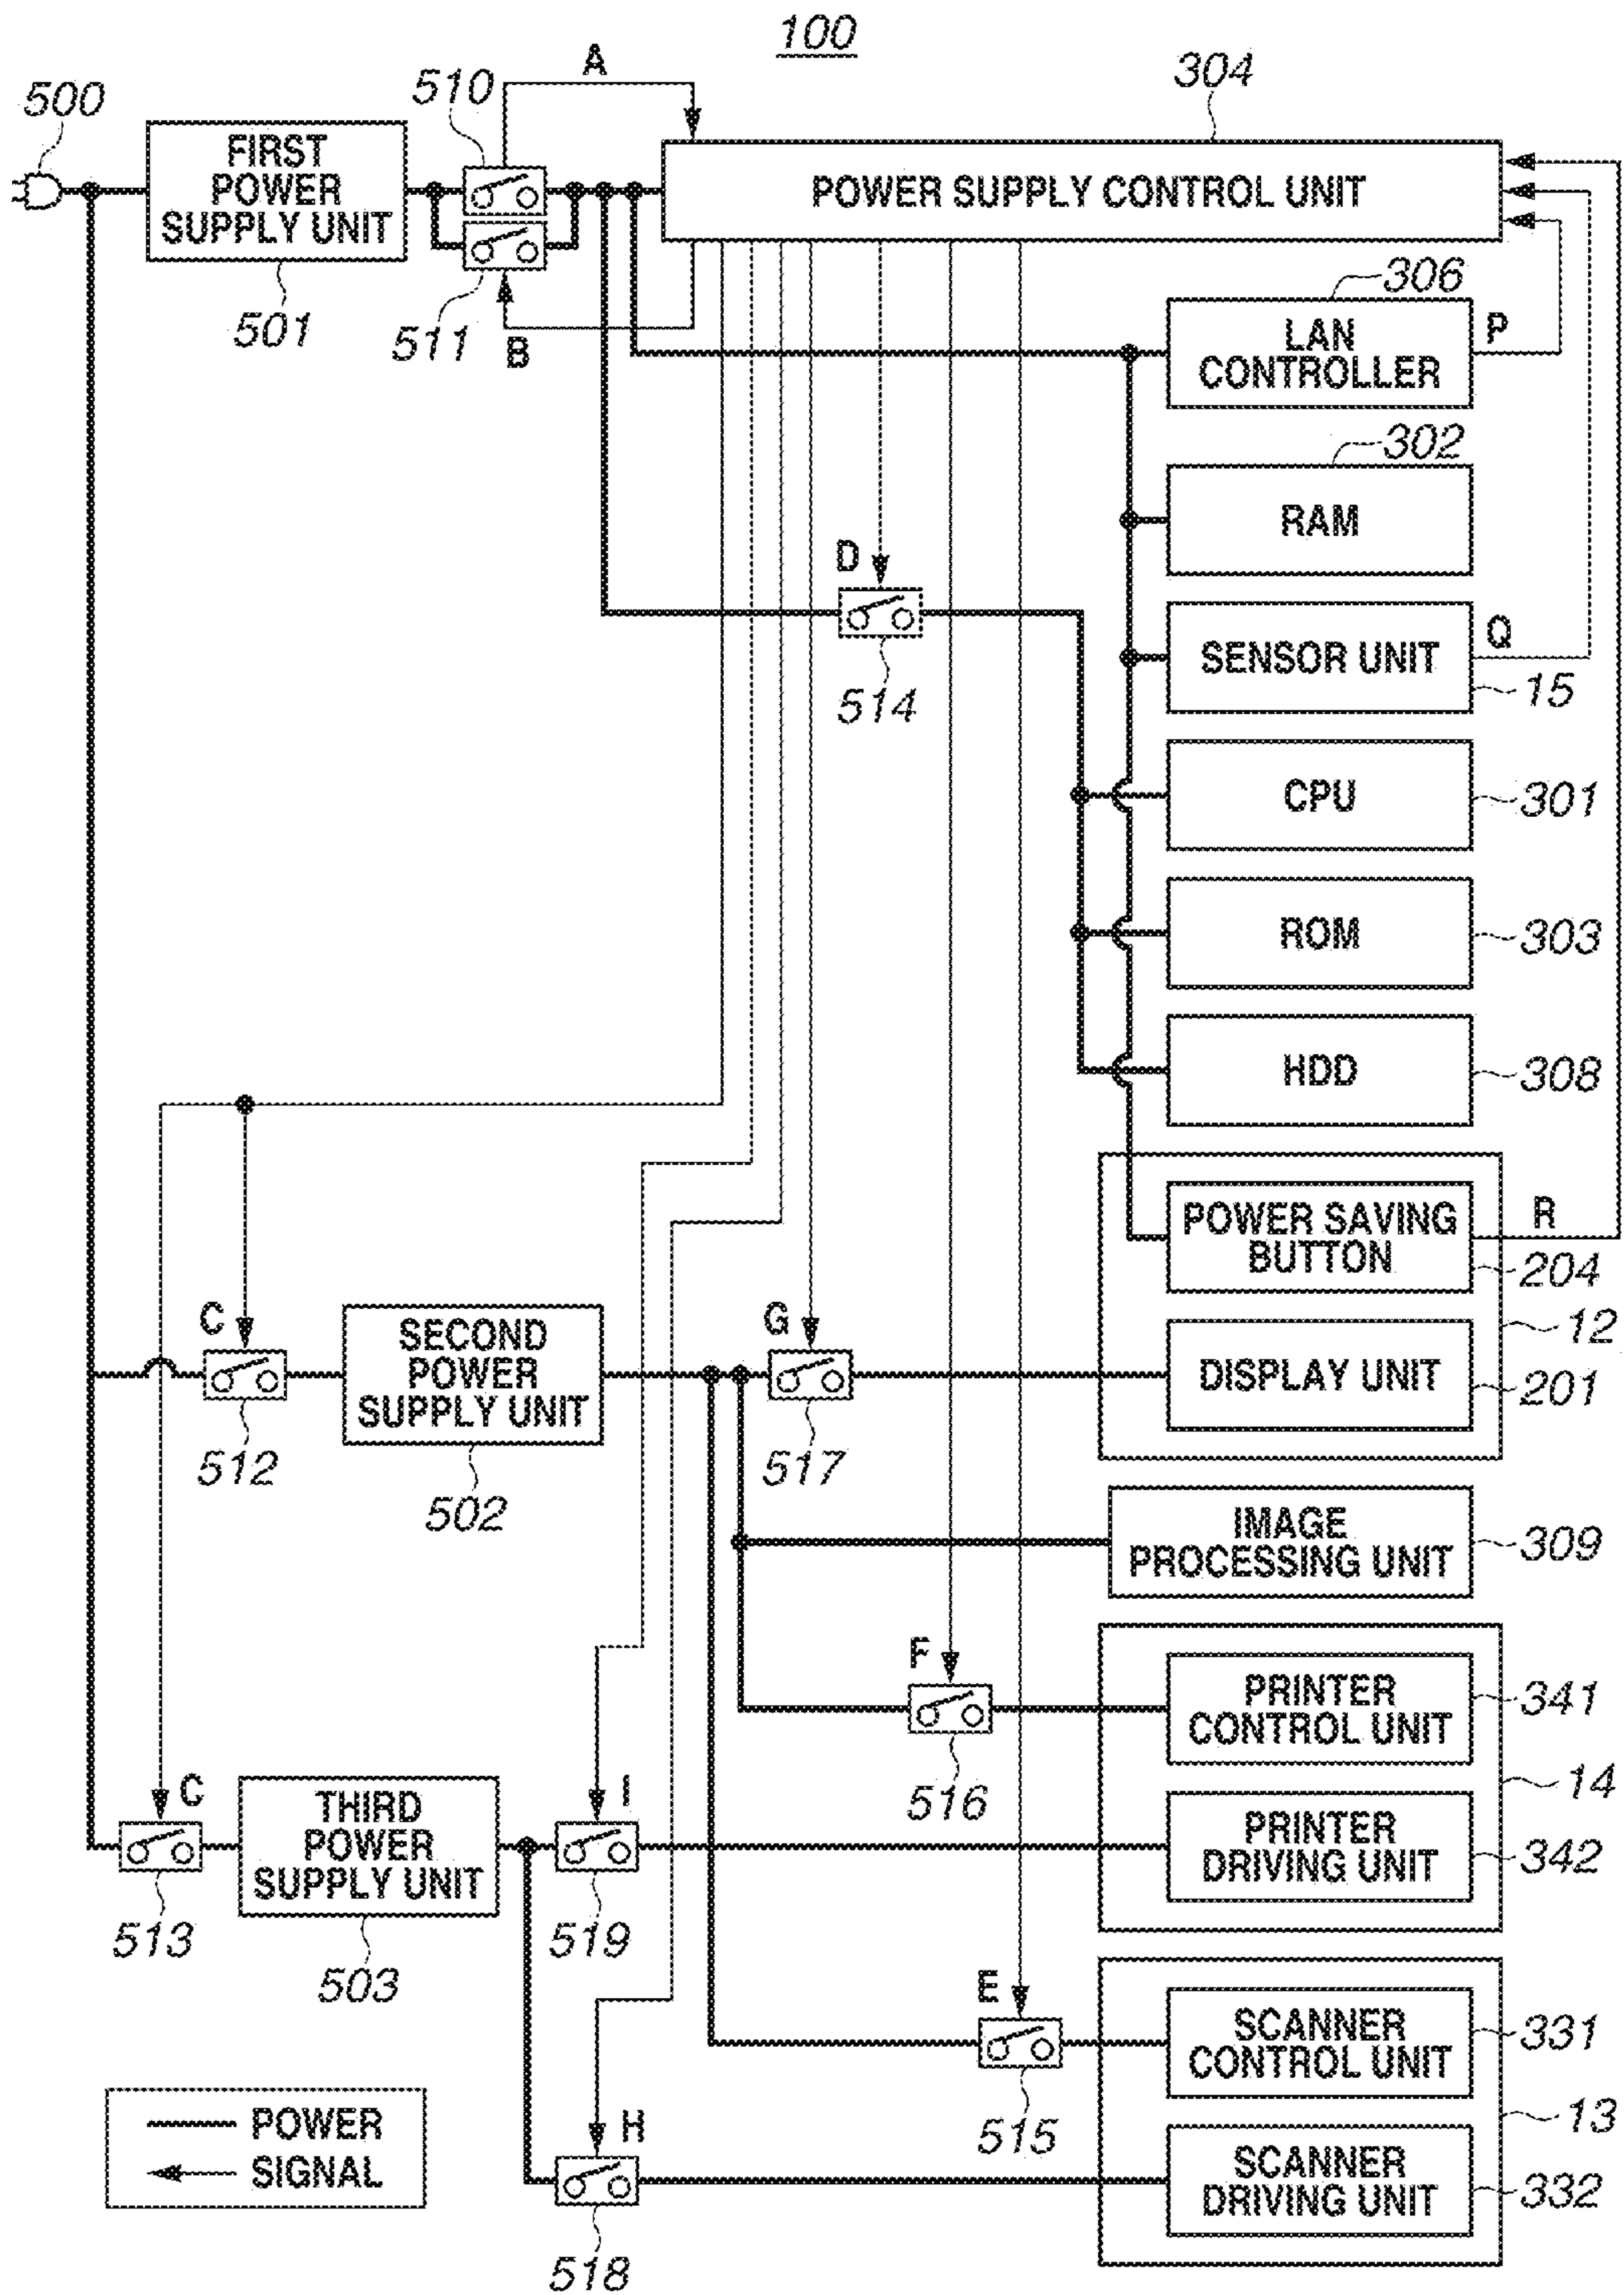 100
500
510
A
304
FIRST
POWER
SUPPLY UNIT
POWER SUPPLY CONTROL UNIT
501
511
B
306
LAN
CONTROLLER
P
302
RAM
D
514
SENSOR UNIT
Q
15
CPU
301
ROM
303
HDD
308
POWER SAVING
BUTTON
R
204
12
C
512
SECOND
POWER
SUPPLY UNIT
502
G
517
DISPLAY UNIT
201
IMAGE
PROCESSING UNIT
309
F
516
PRINTER
CONTROL UNIT
341
14
C
513
THIRD
POWER
SUPPLY UNIT
503
I
519
PRINTER
DRIVING UNIT
342
E
515
SCANNER
CONTROL UNIT
331
13
H
518
SCANNER
DRIVING UNIT
332
POWER
SIGNAL